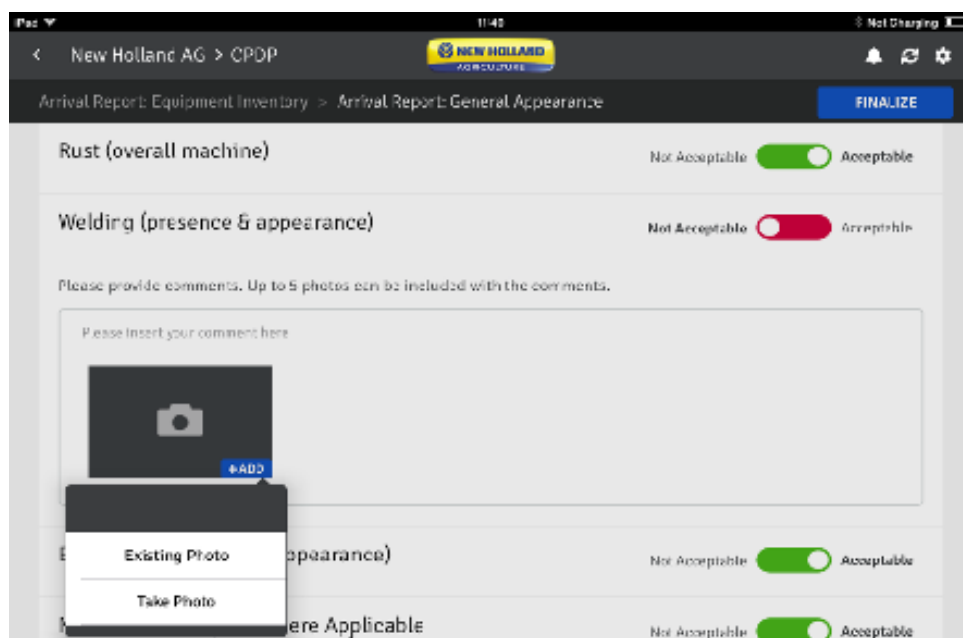 iPad 11:40 Not Charging
New Holland AG > CPDP
NEW HOLLAND
AGRICULTURE
Arrival Report: Equipment Inventory > Arrival Report: General Appearance FINALIZE
Rust (overall machine) Not Acceptable Acceptable
Welding (presence & appearance) Not Acceptable Acceptable
Please provide comments. Up to 5 photos can be included with the comments.
Please insert your comment here
+ADD
Existing Photo
ppearance) Not Acceptable Acceptable
Take Photo
ere Applicable Not Acceptable Acceptable